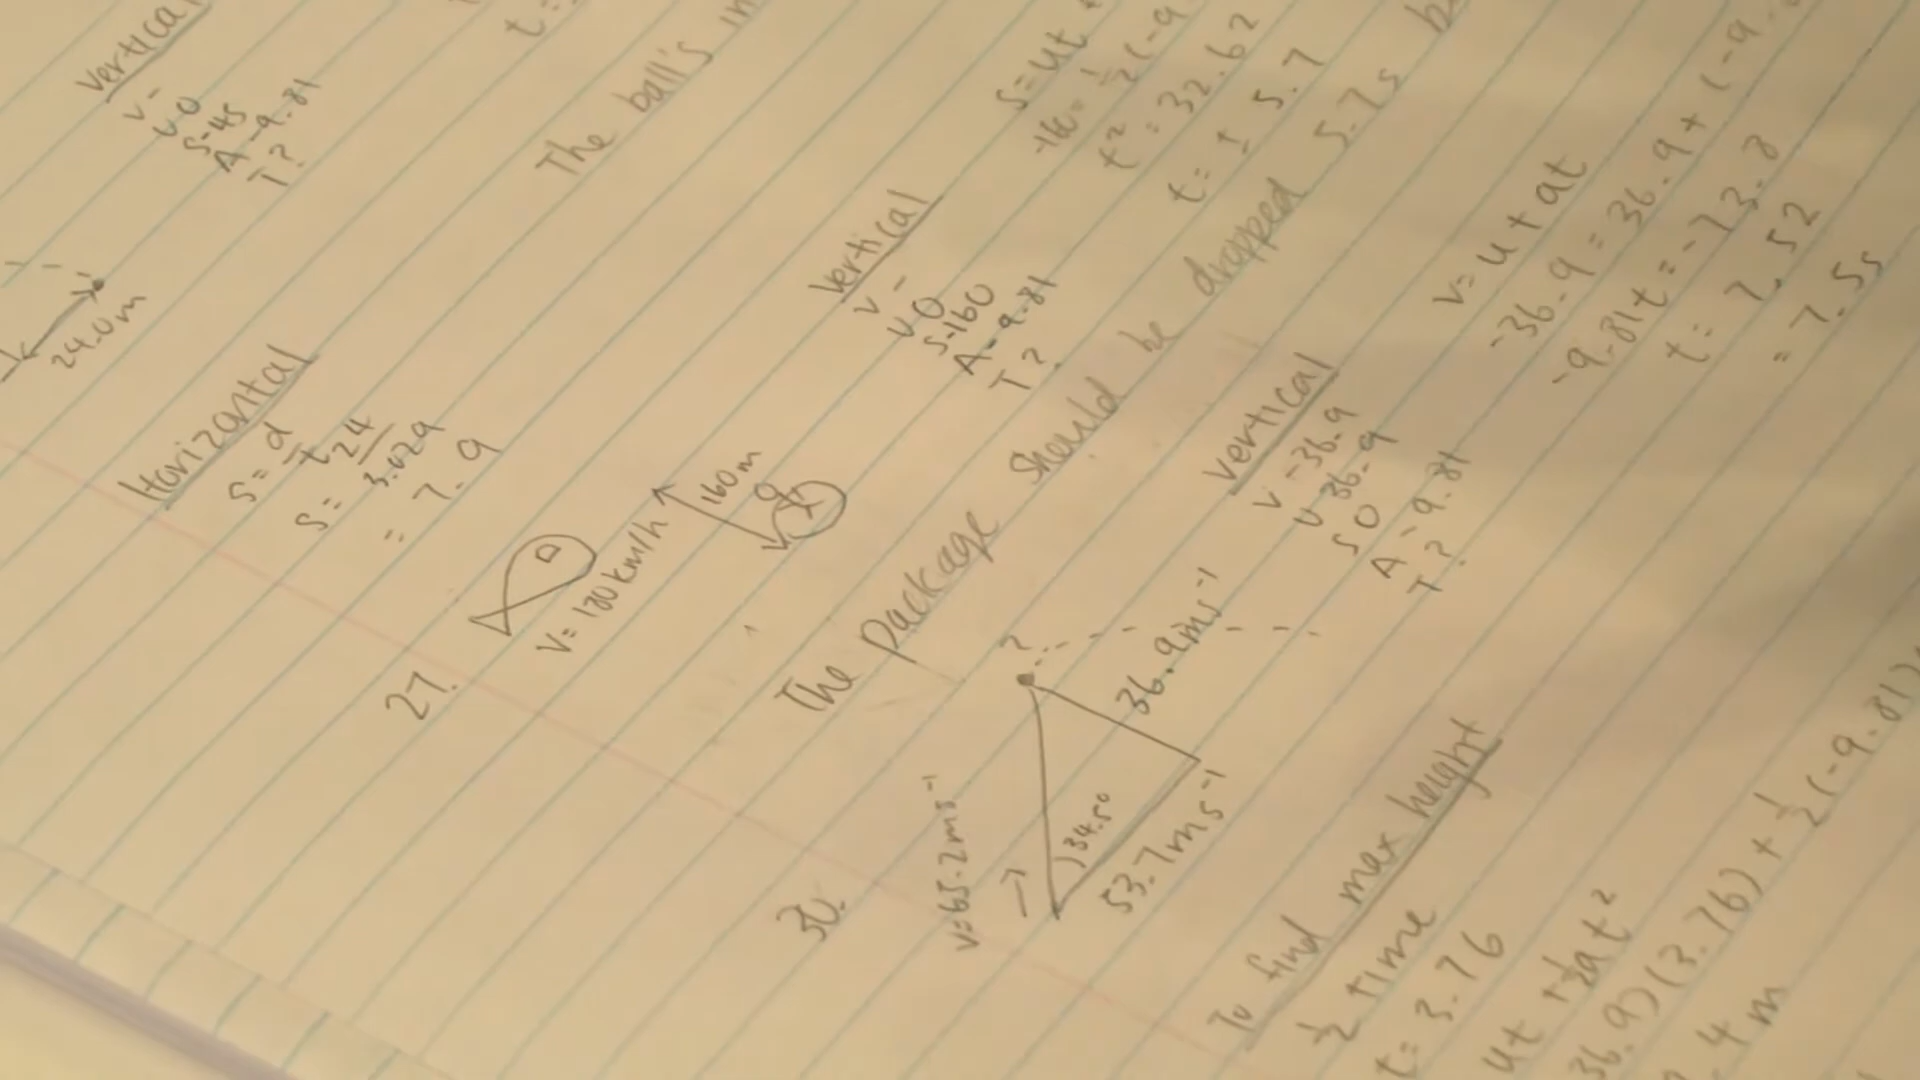 Vertical
V -
U 0
S -45
A -9.81
T ?
t =
The ball's in
24.0m
Horizontal
s = d/t
s = 24/3.029
= 7.9
27.
V = 180km/h
160m
Vertical
V -
U 0
S -160
A -9.81
T ?
s = ut +
-160 = 1/2 (-9
t² = 32.62
t = ± 5.7
The package should be dropped 5.7s
30.
V = 65.2ms⁻¹
?
36.9ms⁻¹
34.5°
53.7ms⁻¹
Vertical
V -36.9
U 36.9
S 0
A -9.81
T ?
V = u + at
-36.9 = 36.9 + (-9.
-9.81t = -73.8
t = 7.52
= 7.5s
To find max height
1/2 time
t = 3.76
ut + 1/2at²
36.9)(3.76) + 1/2(-9.81)
.4 m